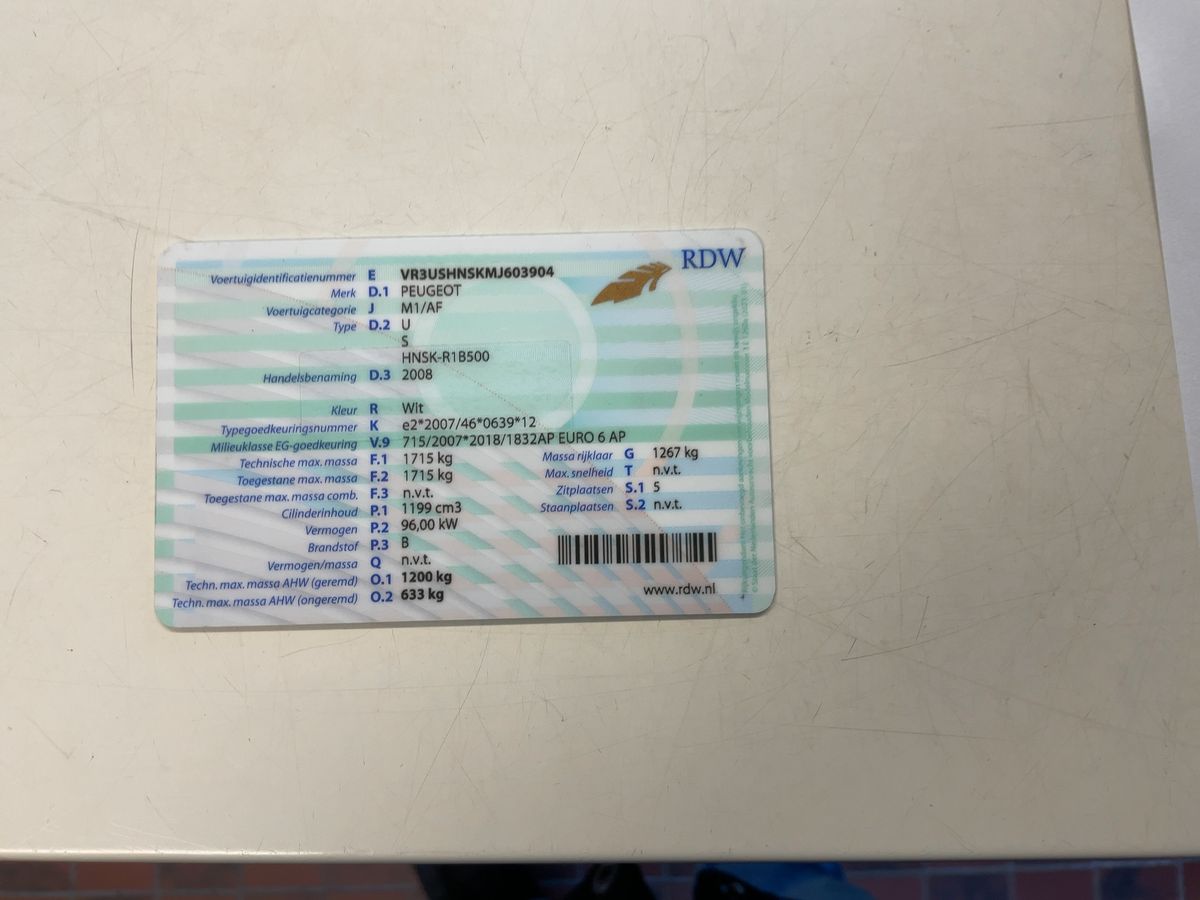 RDW
Voertuigidentificatienummer E VR3USHNSKMJ603904
Merk D.1 PEUGEOT
Voertuigcategorie J M1/AF
Type D.2 U
S
HNSK-R1B500
Handelsbenaming D.3 2008
Kleur R Wit
Typegoedkeuringsnummer K e2*2007/46*0639*12
Milieuklasse EG-goedkeuring V.9 715/2007*2018/1832AP EURO 6 AP
Technische max. massa F.1 1715 kg
Massa rijklaar G 1267 kg
Toegestane max. massa F.2 1715 kg
Max. snelheid T n.v.t.
Toegestane max. massa comb. F.3 n.v.t.
Zitplaatsen S.1 5
Cilinderinhoud P.1 1199 cm3
Staanplaatsen S.2 n.v.t.
Vermogen P.2 96,00 kW
Brandstof P.3 B
Vermogen/massa Q n.v.t.
Techn. max. massa AHW (geremd) O.1 1200 kg
Techn. max. massa AHW (ongeremd) O.2 633 kg
www.rdw.nl